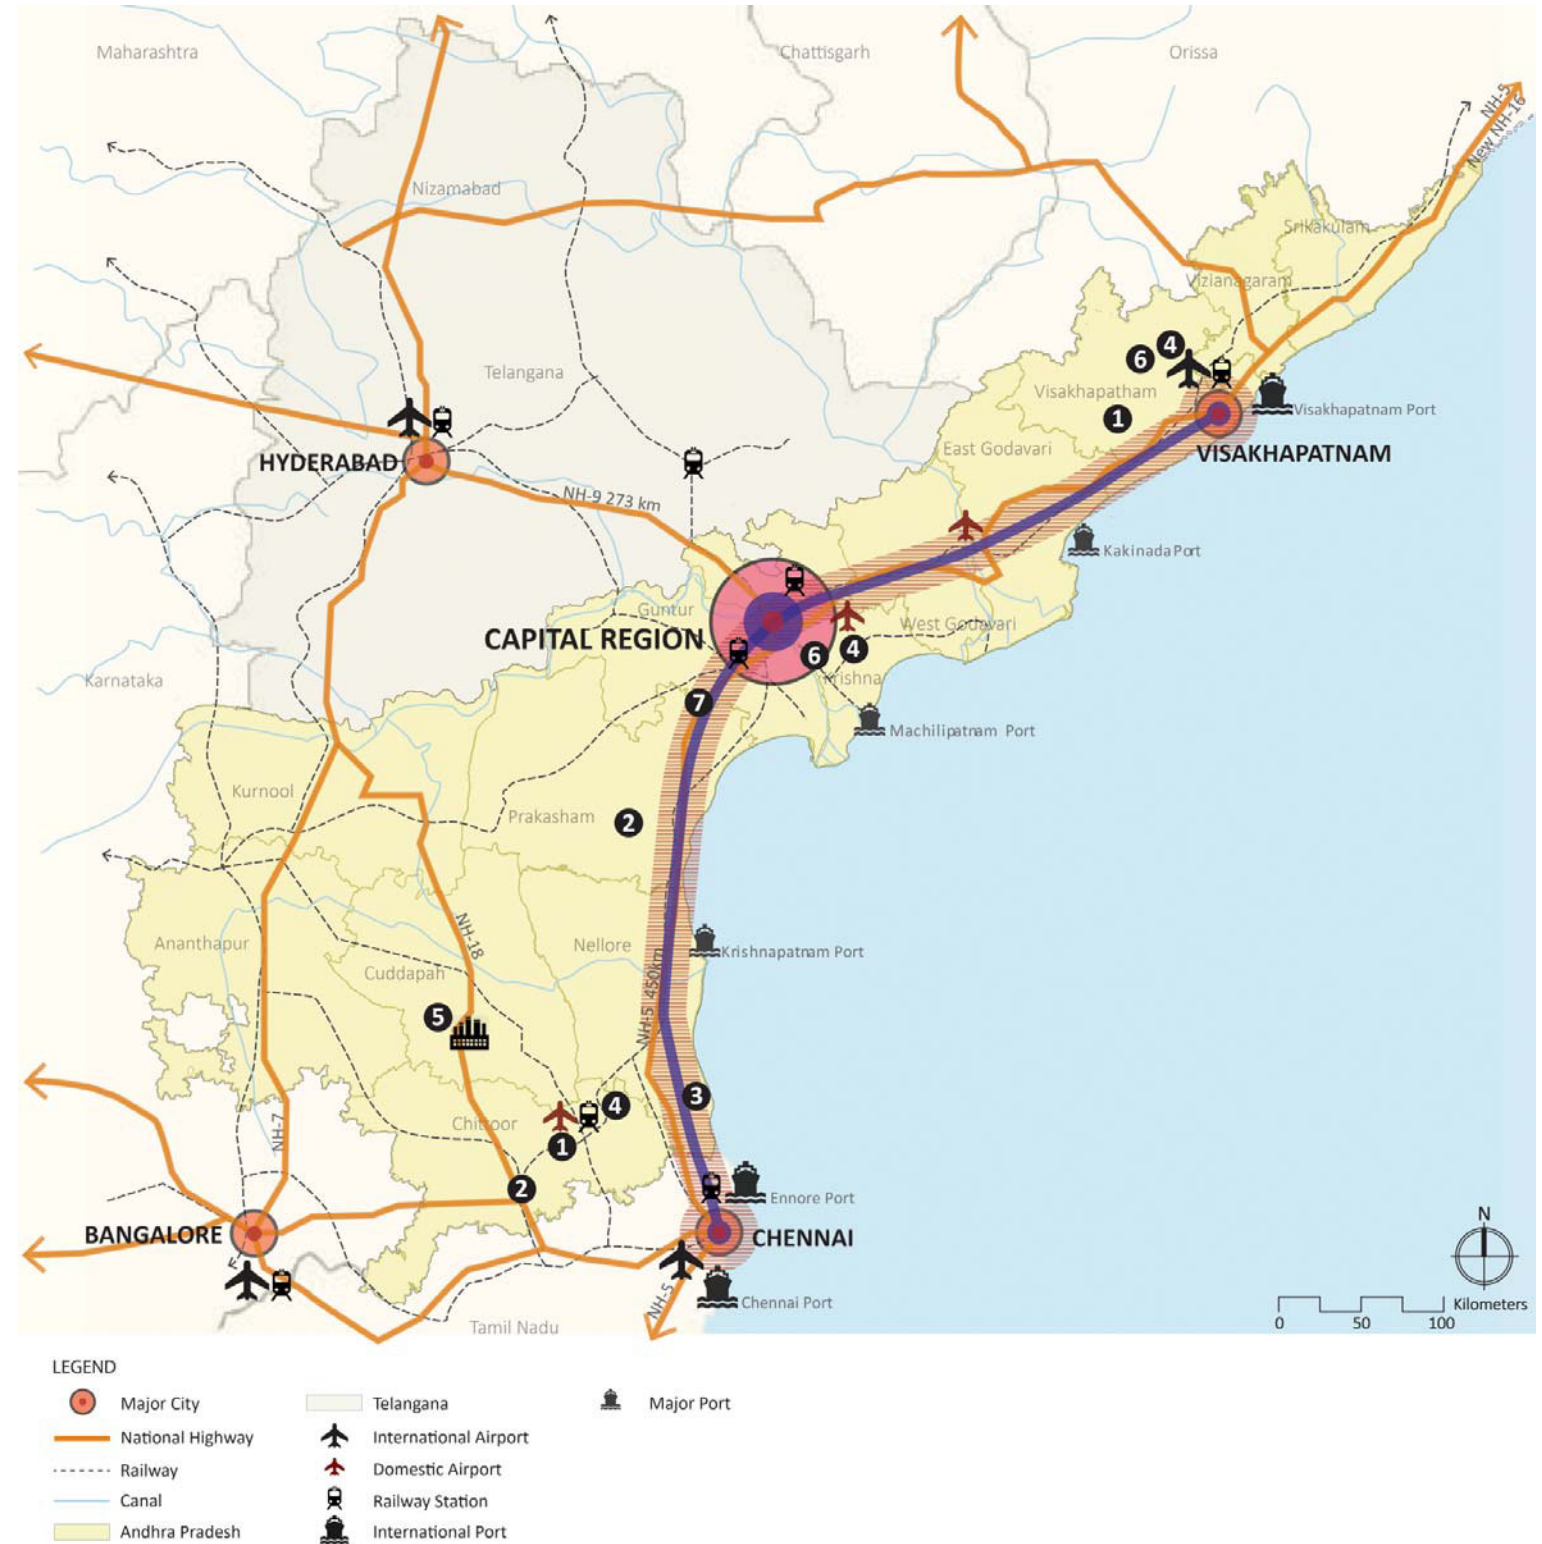 Maharashtra
Chattisgarh
Orissa
NH-5
New NH-16
Nizamabad
Srikakulam
Vizianagaram
Telangana
6
4
Visakhapatham
1
Visakhapatnam Port
VISAKHAPATNAM
East Godavari
HYDERABAD
NH-9 273 km
Kakinada Port
Guntur
CAPITAL REGION
West Godavari
6
4
Krishna
Karnataka
7
Machilipatnam Port
Kurnool
Prakasham
2
NH-18
Ananthapur
Nellore
Krishnapatnam Port
Cuddapah
NH-5 450km
5
3
4
Chittoor
NH-7
1
2
Ennore Port
BANGALORE
CHENNAI
N
NH-5
Chennai Port
Kilometers
0 50 100
Tamil Nadu
LEGEND
Major City
Telangana
Major Port
National Highway
International Airport
Railway
Domestic Airport
Canal
Railway Station
Andhra Pradesh
International Port